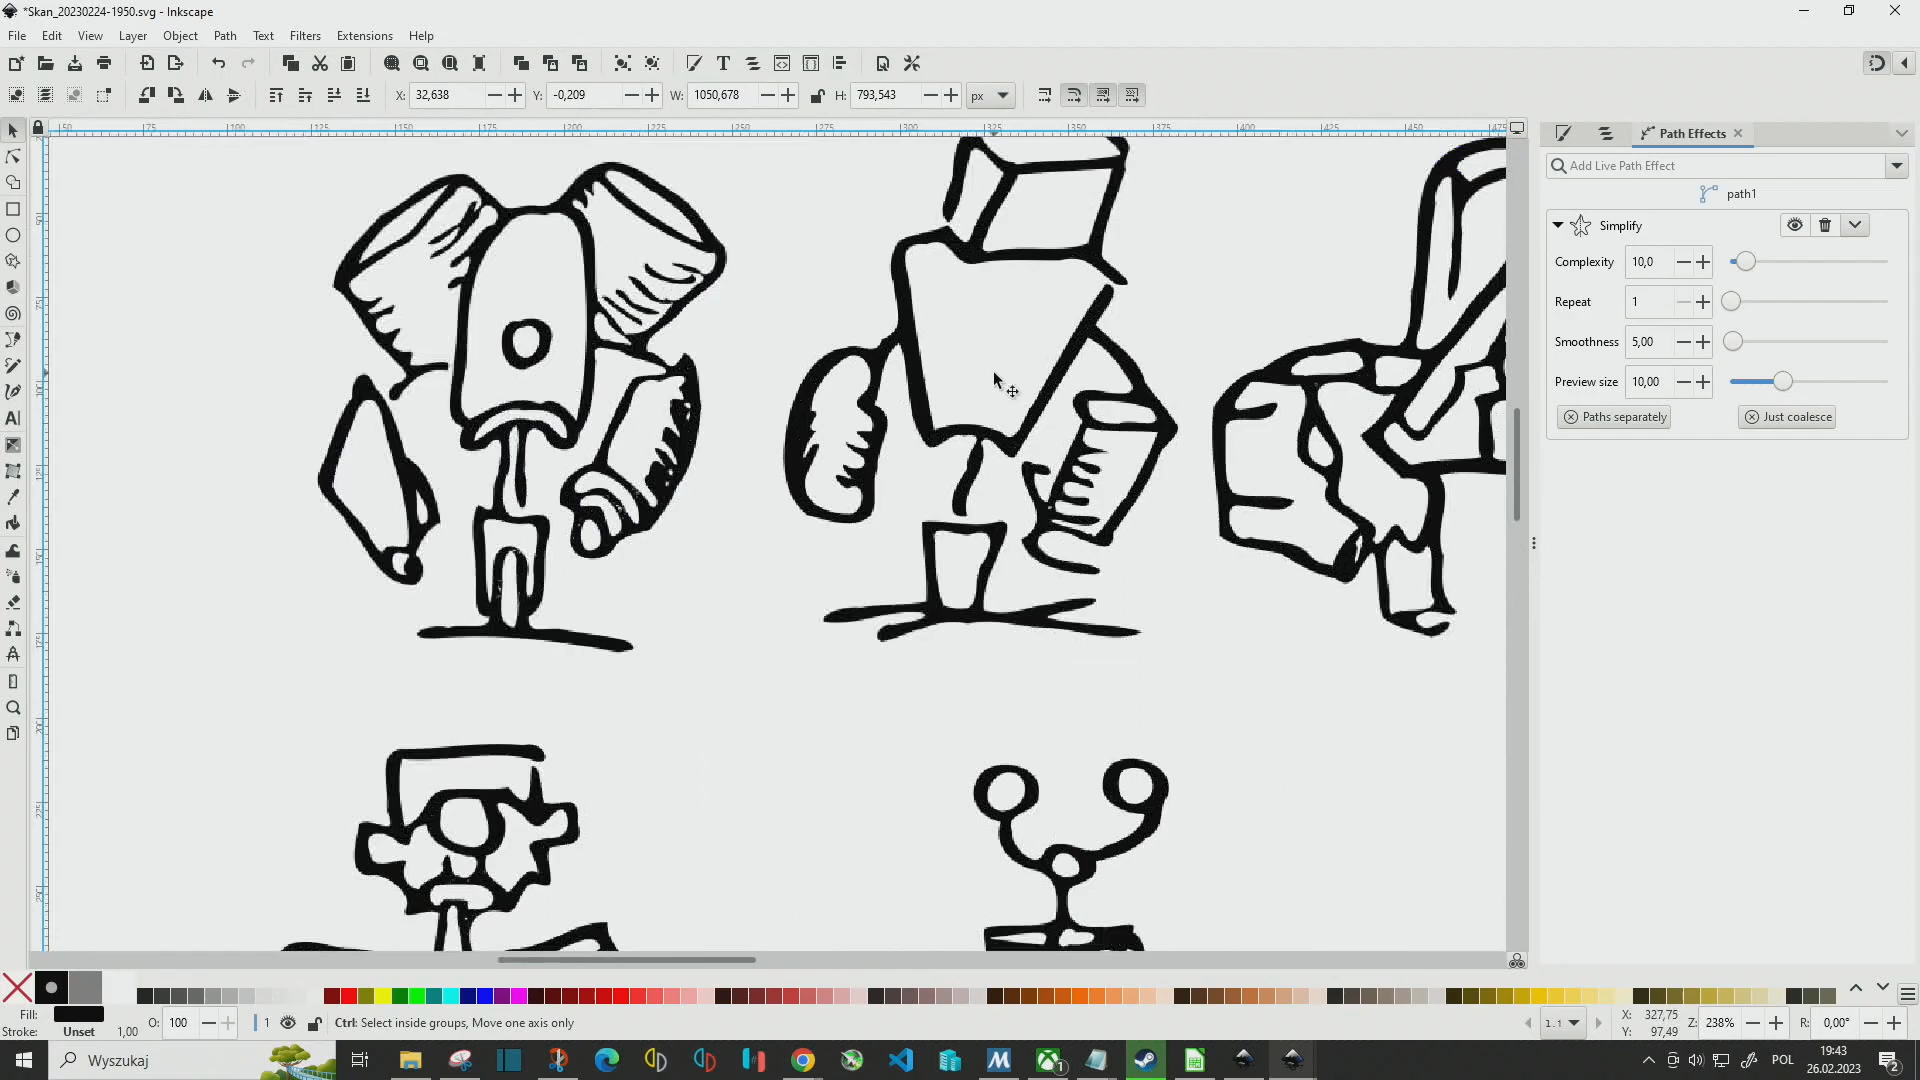 *Skan_20230224-1950.svg - Inkscape
File Edit View Layer Object Path Text Filters Extensions Help
X: 32,638 Y: -0,209 W: 1050,678 H: 793,543 px
Path Effects
Add Live Path Effect
path1
Simplify
Complexity 10,0
Repeat 1
Smoothness 5,00
Preview size 10,00
Paths separately Just coalesce
Fill:
Stroke: Unset 1,00
O: 100
1
Ctrl: Select inside groups, Move one axis only
1.1
X: 327,75
Y: 97,49
Z: 238%
R: 0,00°
Wyszukaj
POL
19:43
26.02.2023